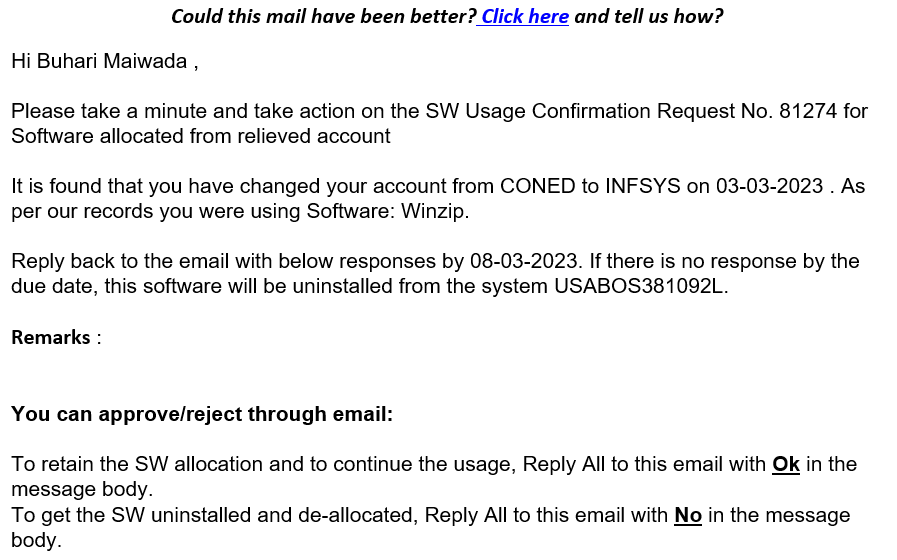 Could this mail have been better? Click here and tell us how?
Hi Buhari Maiwada ,
Please take a minute and take action on the SW Usage Confirmation Request No. 81274 for
Software allocated from relieved account
It is found that you have changed your account from CONED to INFSYS on 03-03-2023 . As
per our records you were using Software: Winzip.
Reply back to the email with below responses by 08-03-2023. If there is no response by the
due date, this software will be uninstalled from the system USABOS381092L.
Remarks :
You can approve/reject through email:
To retain the SW allocation and to continue the usage, Reply All to this email with Ok in the
message body.
To get the SW uninstalled and de-allocated, Reply All to this email with No in the message
body.